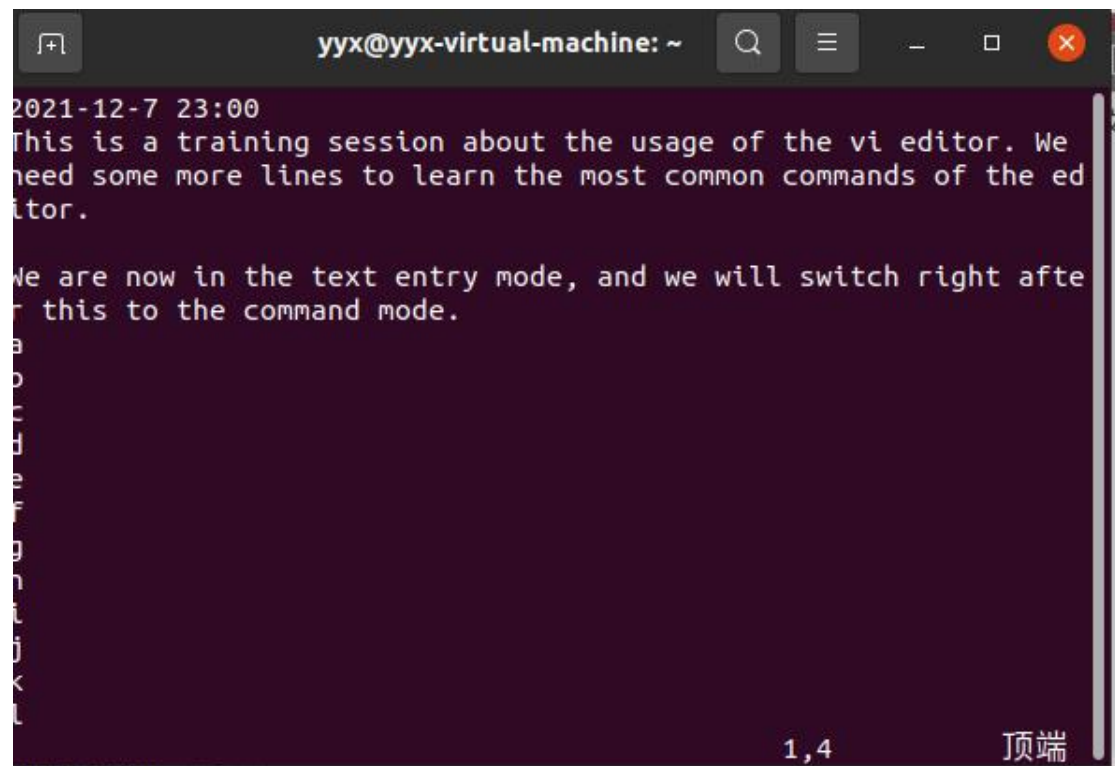 yyx@yyx-virtual-machine: ~
2021-12-7 23:00
This is a training session about the usage of the vi editor. We
need some more lines to learn the most common commands of the ed
itor.
We are now in the text entry mode, and we will switch right afte
r this to the command mode.
a
b
c
d
e
f
g
h
i
j
k
l
1,4 顶端